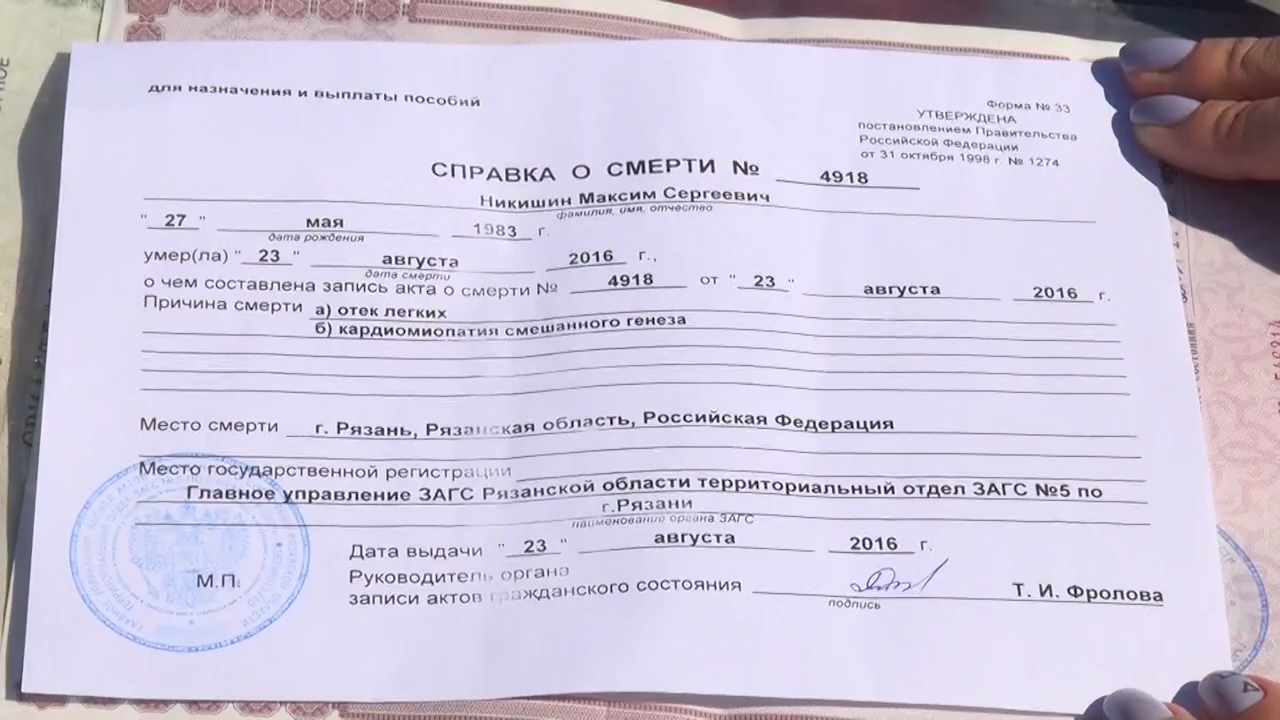 для назначения и выплаты пособий
Форма № 33
УТВЕРЖДЕНА
постановлением Правительства
Российской Федерации
от 31 октября 1998 г. № 1274
СПРАВКА О СМЕРТИ № 4918
Никишин Максим Сергеевич
фамилия, имя, отчество
"27" мая 1983 г.
дата рождения
умер(ла) "23" августа 2016 г.,
дата смерти
о чем составлена запись акта о смерти № 4918 от "23" августа 2016 г.
Причина смерти а) отек легких
б) кардиомиопатия смешанного генеза
Место смерти г. Рязань, Рязанская область, Российская Федерация
Место государственной регистрации
Главное управление ЗАГС Рязанской области территориальный отдел ЗАГС №5 по
г.Рязани
наименование органа ЗАГС
Дата выдачи "23" августа 2016 г.
Руководитель органа
записи актов гражданского состояния Т. И. Фролова
подпись
М.П.